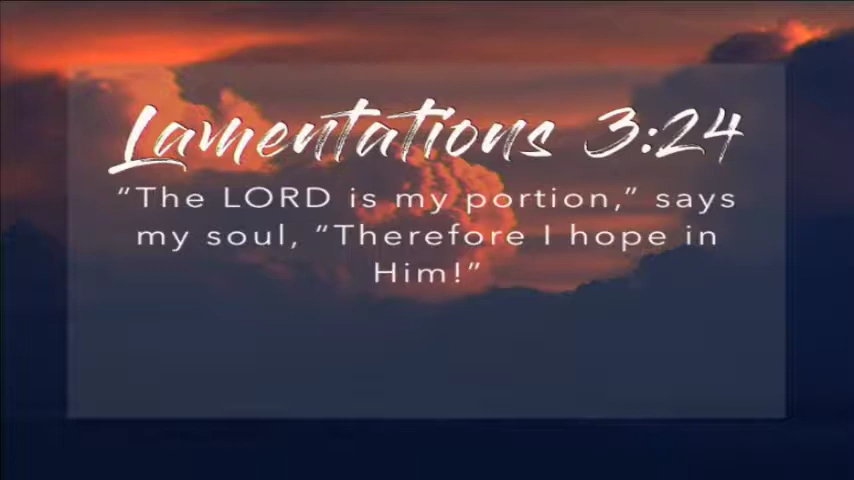 Lamentations 3:24
“The LORD is my portion,” says
my soul, “Therefore I hope in
Him!”